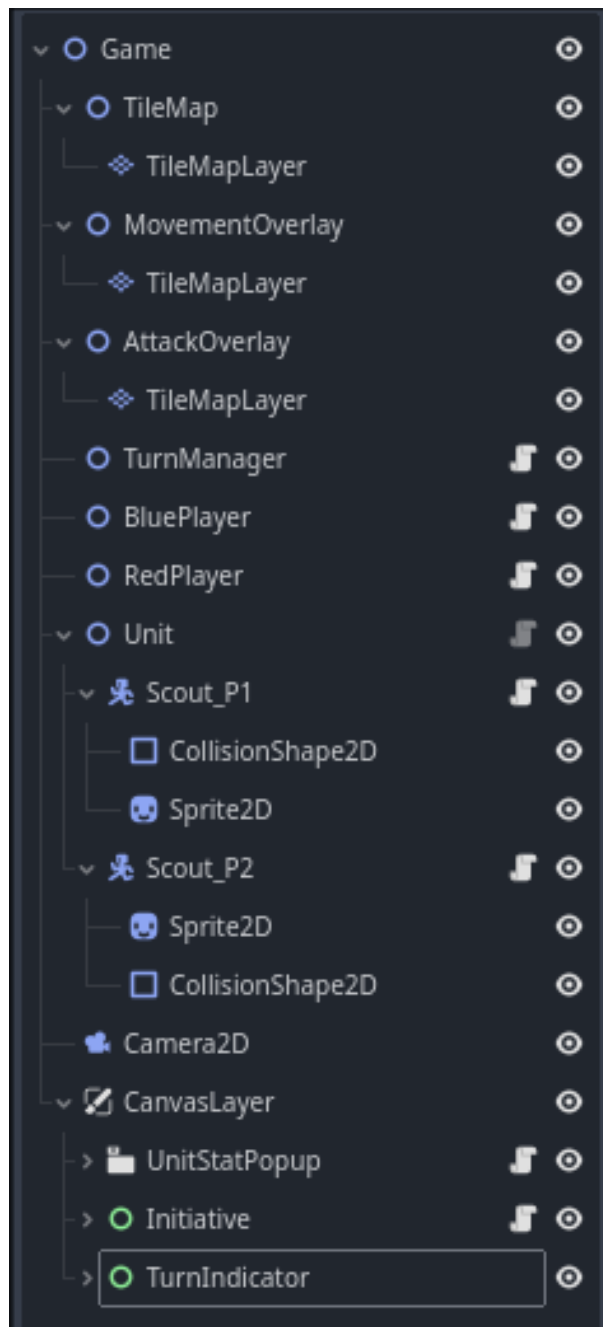 Game
TileMap
TileMapLayer
MovementOverlay
TileMapLayer
AttackOverlay
TileMapLayer
TurnManager
BluePlayer
RedPlayer
Unit
Scout_P1
CollisionShape2D
Sprite2D
Scout_P2
Sprite2D
CollisionShape2D
Camera2D
CanvasLayer
UnitStatPopup
Initiative
TurnIndicator